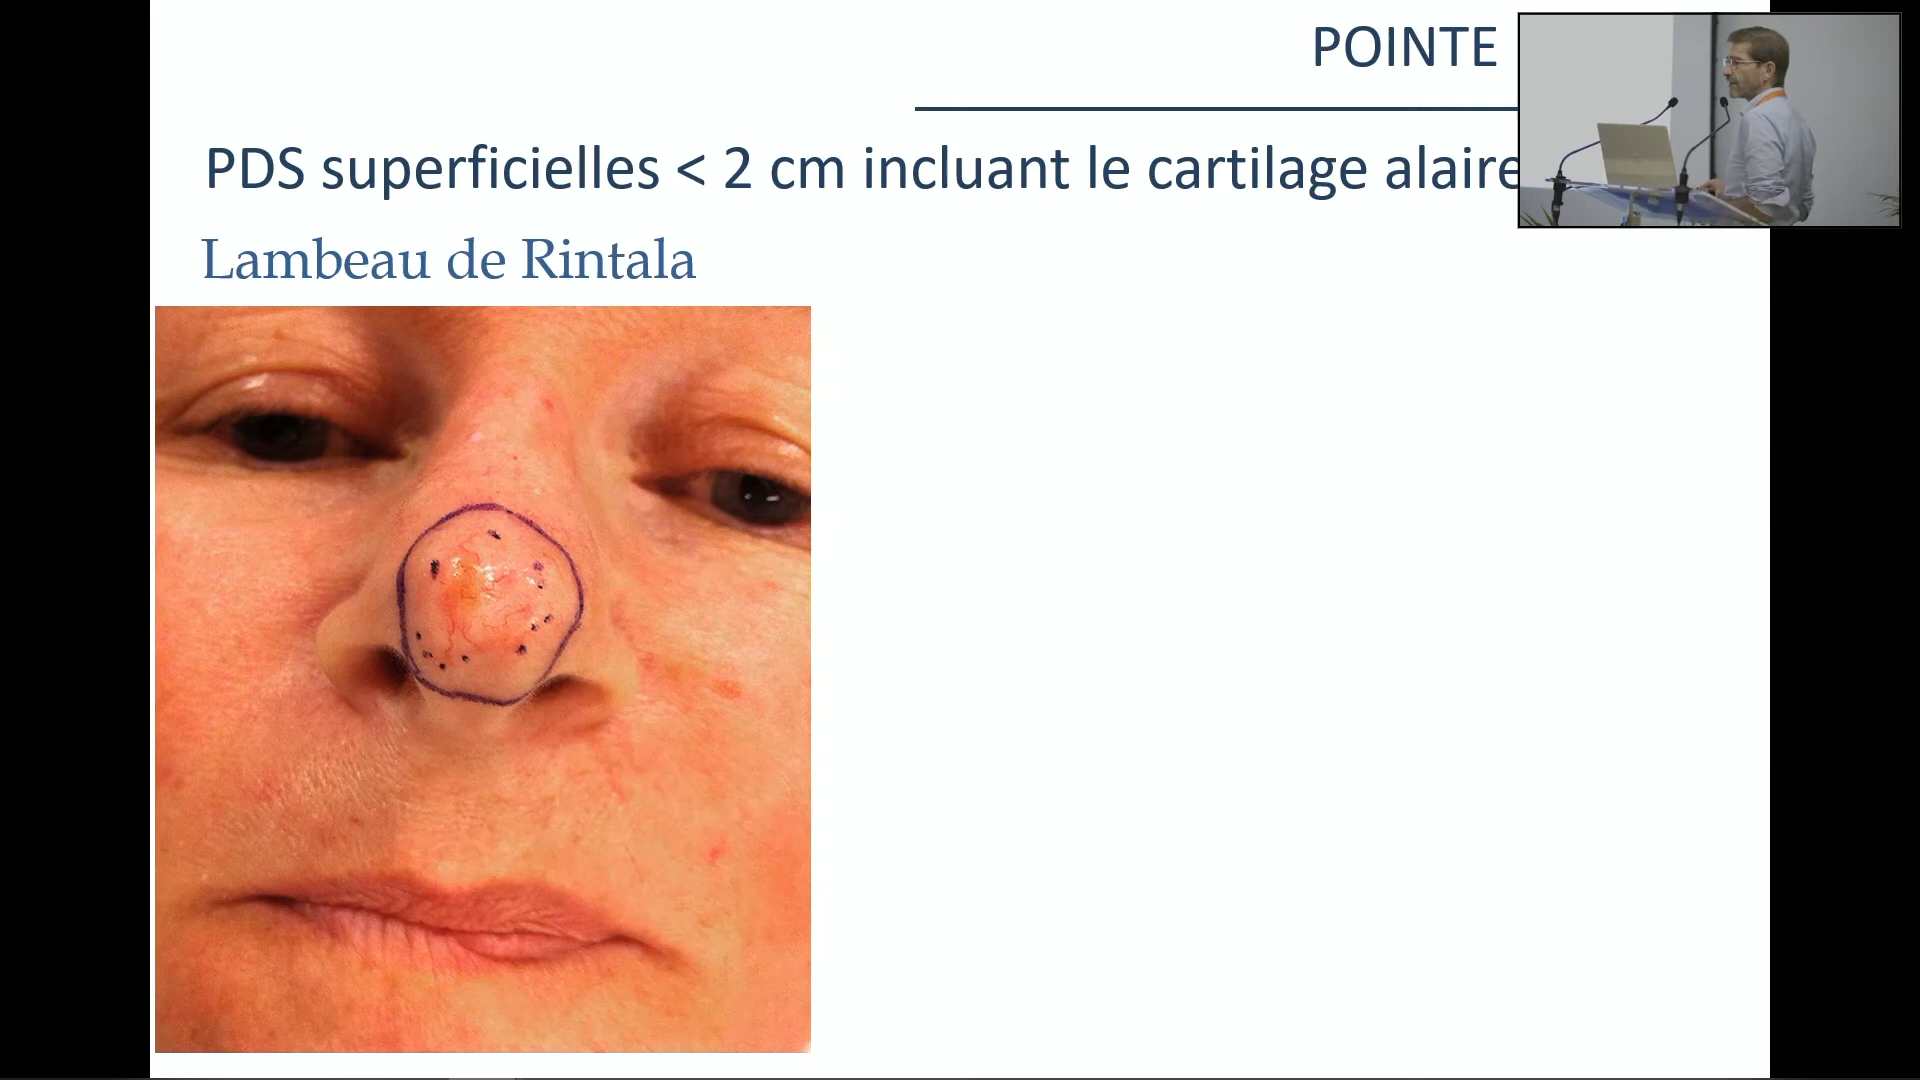 POINTE
PDS superficielles < 2 cm incluant le cartilage alaire
Lambeau de Rintala